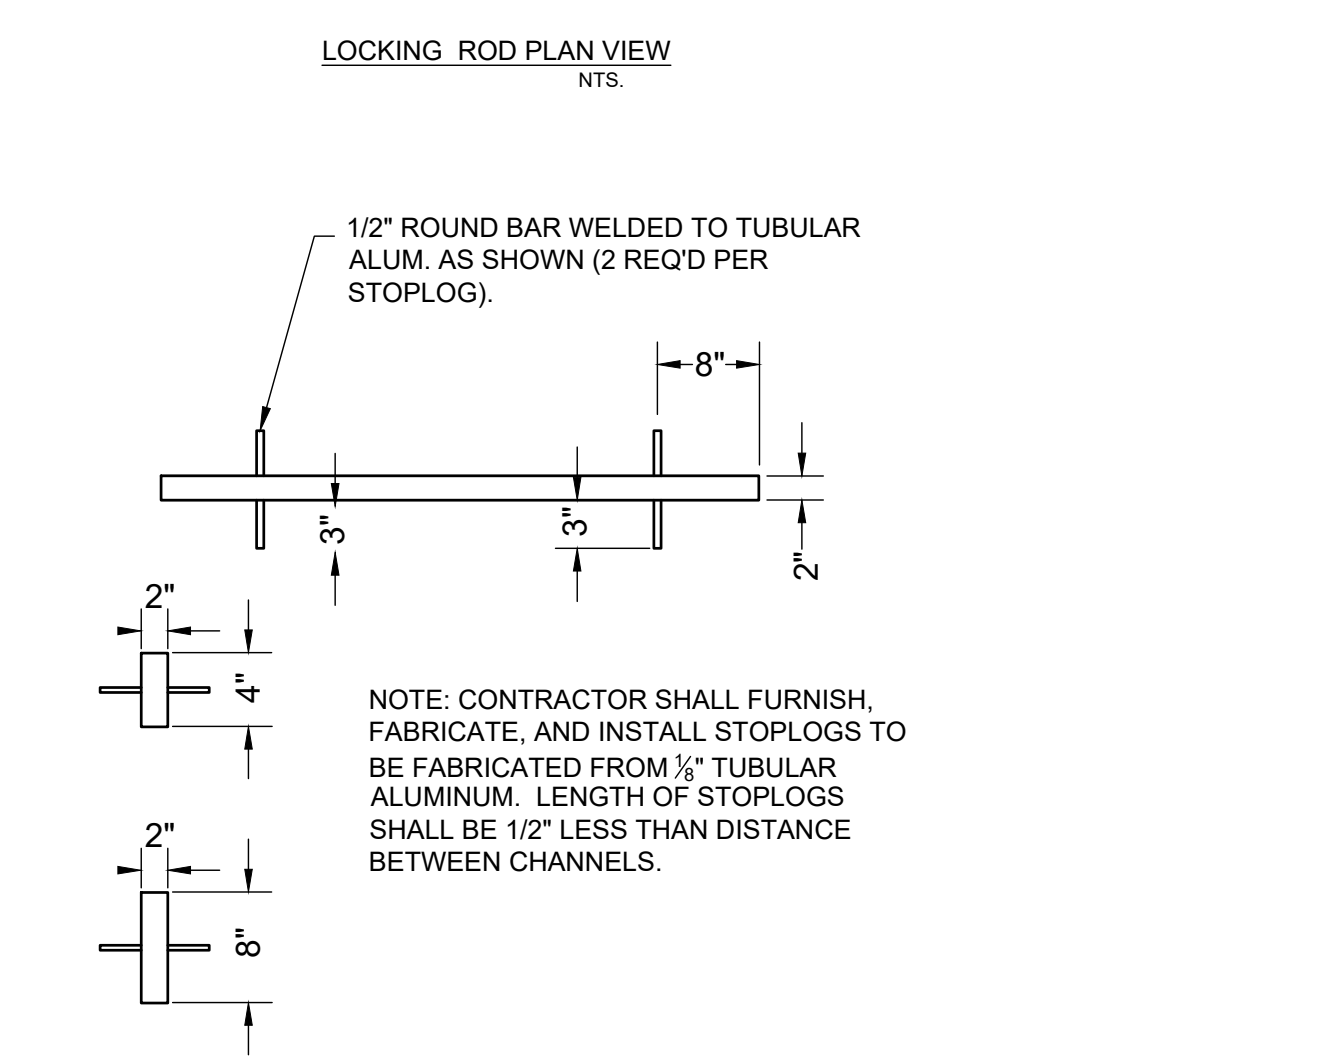 LOCKING ROD PLAN VIEW
NTS.
1/2" ROUND BAR WELDED TO TUBULAR
ALUM. AS SHOWN (2 REQ'D PER
STOPLOG).
8"
3"
3"
2"
2"
4"
NOTE: CONTRACTOR SHALL FURNISH,
FABRICATE, AND INSTALL STOPLOGS TO
BE FABRICATED FROM 1/8" TUBULAR
ALUMINUM. LENGTH OF STOPLOGS
SHALL BE 1/2" LESS THAN DISTANCE
BETWEEN CHANNELS.
2"
8"